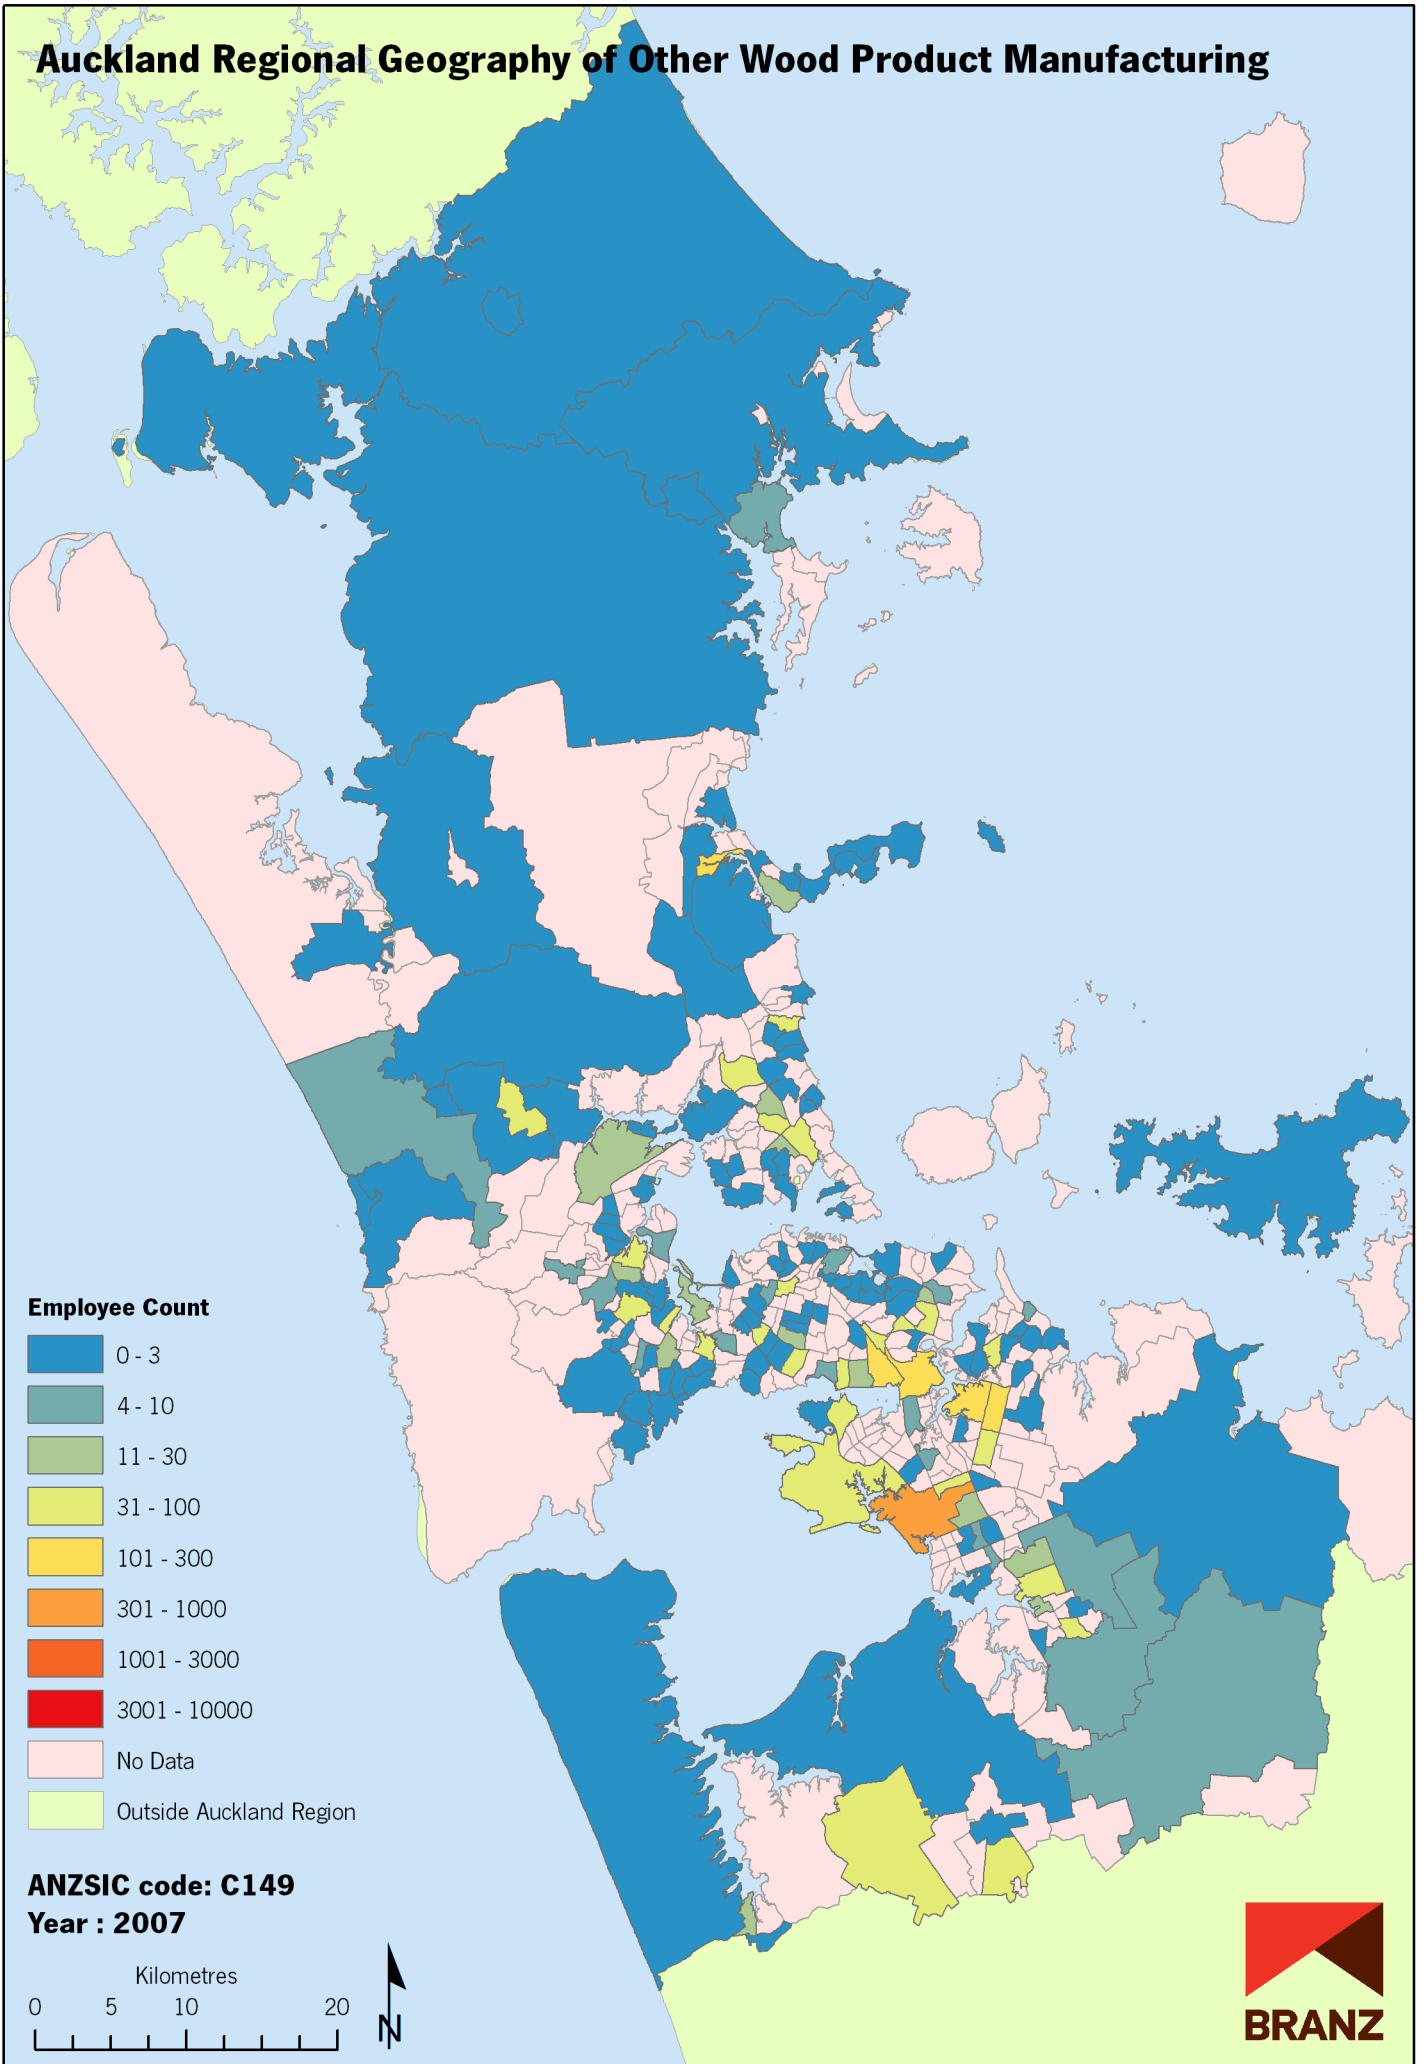 Auckland Regional Geography of Other Wood Product Manufacturing
Employee Count
0 - 3
4 - 10
11 - 30
31 - 100
101 - 300
301 - 1000
1001 - 3000
3001 - 10000
No Data
Outside Auckland Region
ANZSIC code: C149
Year : 2007
Kilometres
0 5 10 20
N
BRANZ